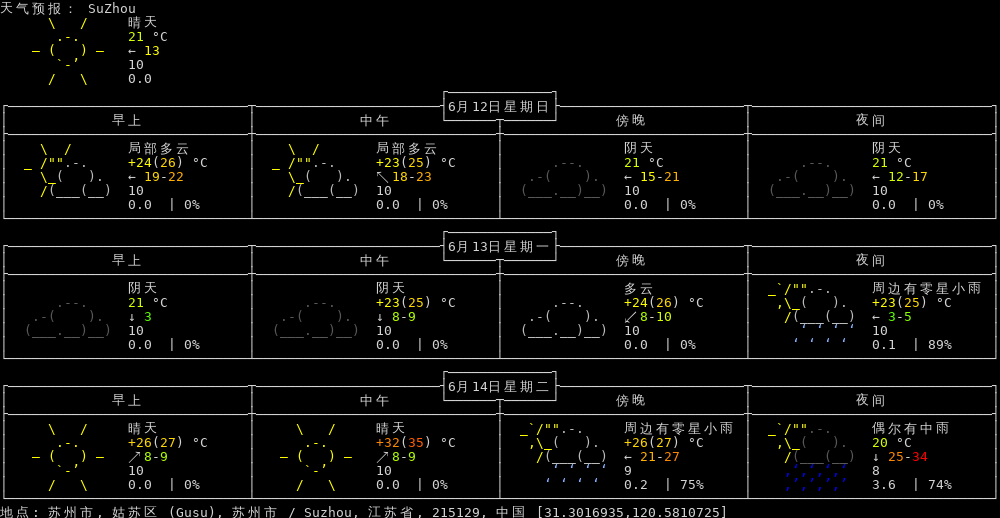 天气预报： SuZhou
晴天
21 °C
← 13
10
0.0
6月12日星期日
早上 中午 傍晚 夜间
局部多云 局部多云 阴天 阴天
+24(26) °C +23(25) °C 21 °C 21 °C
← 19-22 ↖ 18-23 ← 15-21 ← 12-17
10 10 10 10
0.0 | 0% 0.0 | 0% 0.0 | 0% 0.0 | 0%
6月13日星期一
早上 中午 傍晚 夜间
阴天 阴天 多云 周边有零星小雨
21 °C +23(25) °C +24(26) °C +23(25) °C
↓ 3 ↓ 8-9 ↙ 8-10 ← 3-5
10 10 10 10
0.0 | 0% 0.0 | 0% 0.0 | 0% 0.1 | 89%
6月14日星期二
早上 中午 傍晚 夜间
晴天 晴天 周边有零星小雨 偶尔有中雨
+26(27) °C +32(35) °C +26(27) °C 20 °C
↗ 8-9 ↗ 8-9 ← 21-27 ↓ 25-34
10 10 9 8
0.0 | 0% 0.0 | 0% 0.2 | 75% 3.6 | 74%
地点: 苏州市, 姑苏区 (Gusu), 苏州市 / Suzhou, 江苏省, 215129, 中国 [31.3016935,120.5810725]